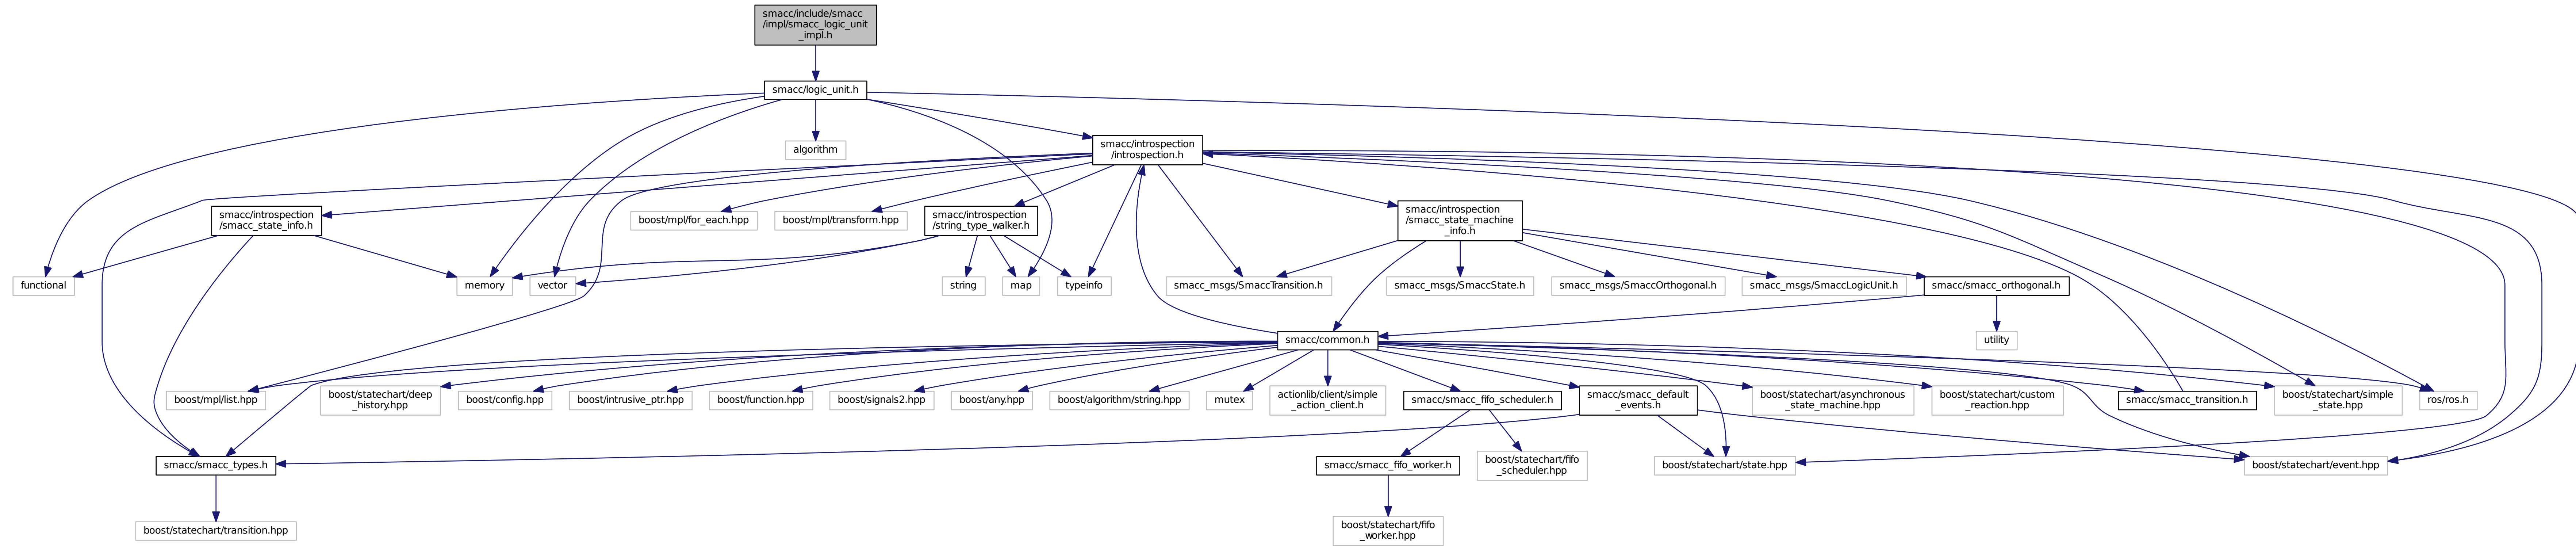 smacc/include/smacc
/impl/smacc_logic_unit
_impl.h
smacc/logic_unit.h
algorithm
smacc/introspection
/introspection.h
smacc/introspection
/smacc_state_info.h
boost/mpl/for_each.hpp
boost/mpl/transform.hpp
smacc/introspection
/string_type_walker.h
smacc/introspection
/smacc_state_machine
_info.h
functional
memory
vector
string
map
typeinfo
smacc_msgs/SmaccTransition.h
smacc_msgs/SmaccState.h
smacc_msgs/SmaccOrthogonal.h
smacc_msgs/SmaccLogicUnit.h
smacc/smacc_orthogonal.h
smacc/common.h
utility
boost/mpl/list.hpp
boost/statechart/deep
_history.hpp
boost/config.hpp
boost/intrusive_ptr.hpp
boost/function.hpp
boost/signals2.hpp
boost/any.hpp
boost/algorithm/string.hpp
mutex
actionlib/client/simple
_action_client.h
smacc/smacc_fifo_scheduler.h
smacc/smacc_default
_events.h
boost/statechart/asynchronous
_state_machine.hpp
boost/statechart/custom
_reaction.hpp
smacc/smacc_transition.h
boost/statechart/simple
_state.hpp
ros/ros.h
smacc/smacc_types.h
smacc/smacc_fifo_worker.h
boost/statechart/fifo
_scheduler.hpp
boost/statechart/state.hpp
boost/statechart/event.hpp
boost/statechart/transition.hpp
boost/statechart/fifo
_worker.hpp